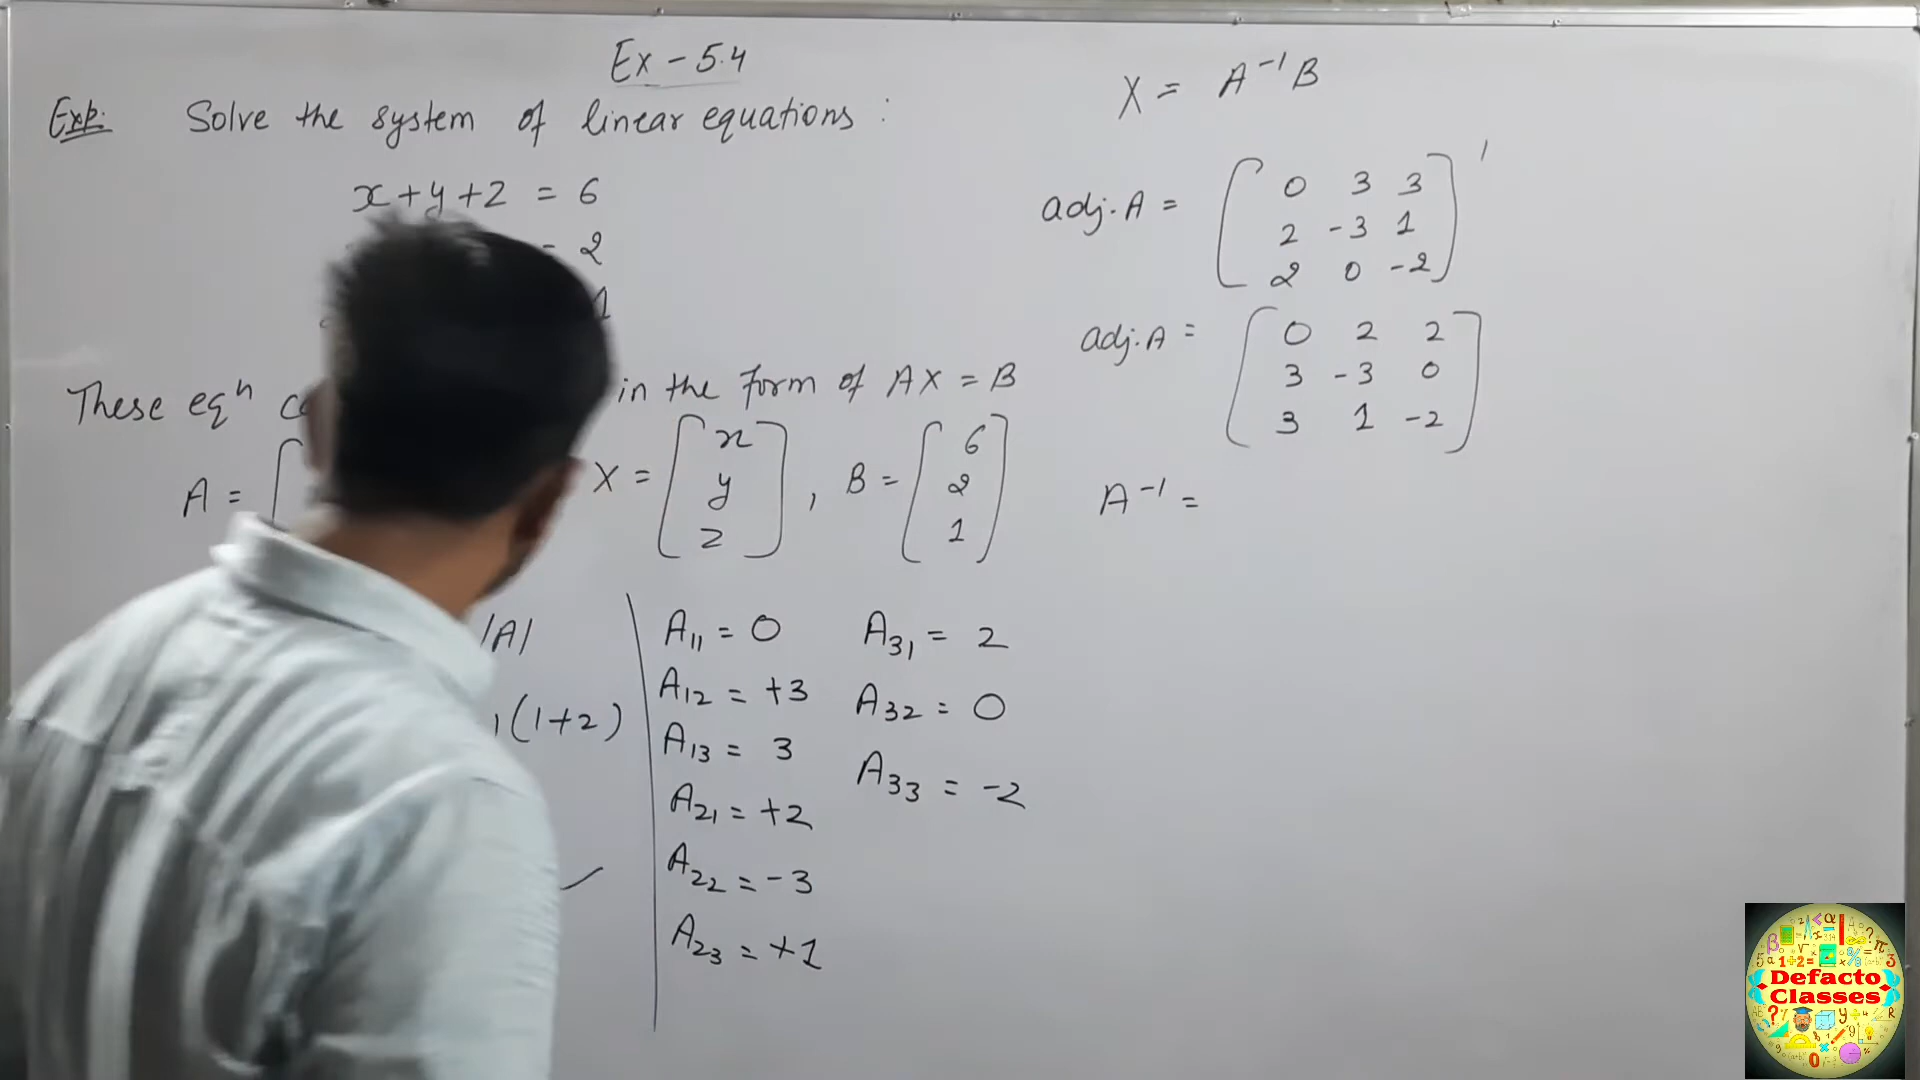 Ex - 5.4
Exp. Solve the system of linear equations :
x + y + z = 6
- 2
1
These eqⁿ in the form of AX = B
A = [
X = [ x
y
z ] , B = [ 6
2
1 ]
|A|
1 (1+2)
A₁₁ = 0
A₁₂ = +3
A₁₃ = 3
A₂₁ = +2
A₂₂ = -3
A₂₃ = +1
A₃₁ = 2
A₃₂ = 0
A₃₃ = -2
X = A⁻¹ B
adj. A = [ 0 3 3
2 -3 1
2 0 -2 ]'
adj. A = [ 0 2 2
3 -3 0
3 1 -2 ]
A⁻¹ =
Defacto
Classes